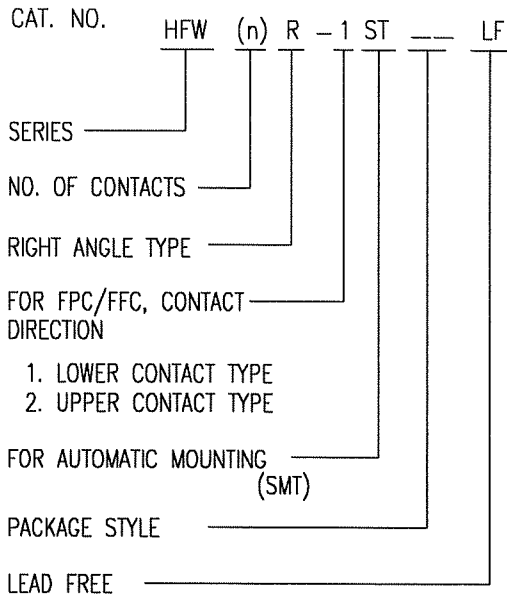 CAT. NO. HFW (n) R - 1 ST __ LF
SERIES
NO. OF CONTACTS
RIGHT ANGLE TYPE
FOR FPC/FFC, CONTACT
DIRECTION
1. LOWER CONTACT TYPE
2. UPPER CONTACT TYPE
FOR AUTOMATIC MOUNTING
(SMT)
PACKAGE STYLE
LEAD FREE